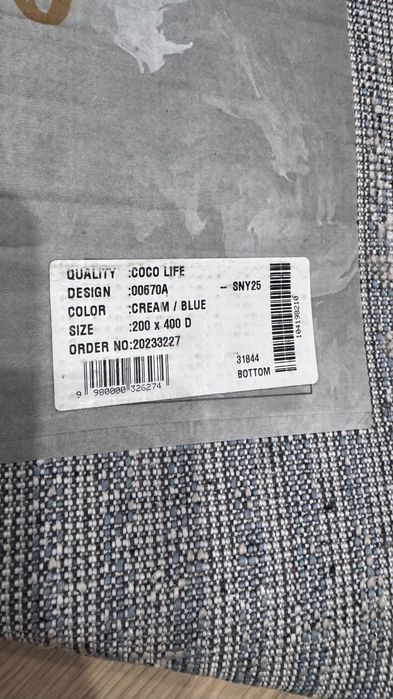 QUALITY :COCO LIFE
DESIGN :00670A - SNY25
COLOR :CREAM / BLUE
SIZE :200 x 400 D
ORDER NO:20233227
9 980000 326274
31844
BOTTOM
104198210